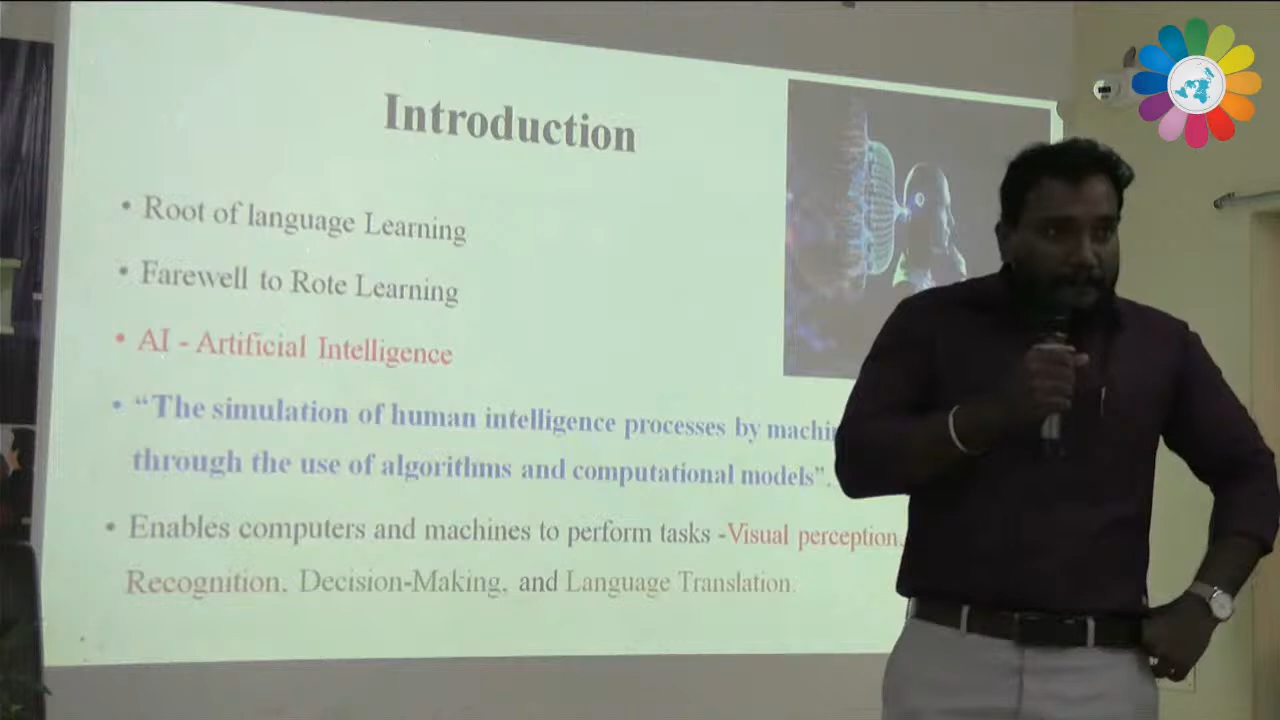 Introduction
• Root of language Learning
• Farewell to Rote Learning
• AI - Artificial Intelligence
• “The simulation of human intelligence processes by
through the use of algorithms and computational models".
• Enables computers and machines to perform tasks -Visual perception,
Recognition, Decision-Making, and Language Translation.